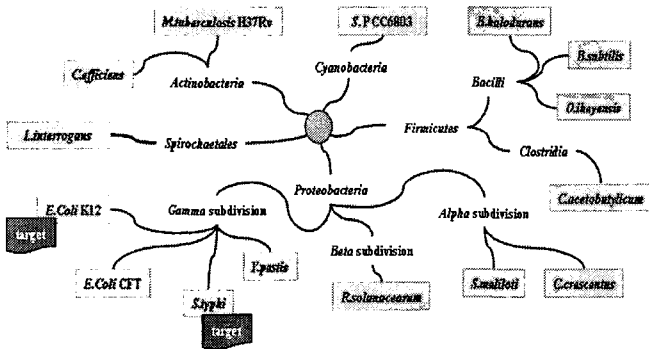 M.tuberculosis H37Rv
S. PCC6803
B.halodurans
C.efficiens
Actinobacteria
Cyanobacteria
Bacilli
B.subtilis
L.interrogans
Spirochaetales
Firmicutes
O.iheyensis
Clostridia
Proteobacteria
C.acetobutylicum
E.Coli K12
Gamma subdivision
Alpha subdivision
target
Beta subdivision
E.Coli CFT
Y.pestis
S.typhi
R.solanacearum
S.meliloti
C.crescentus
target